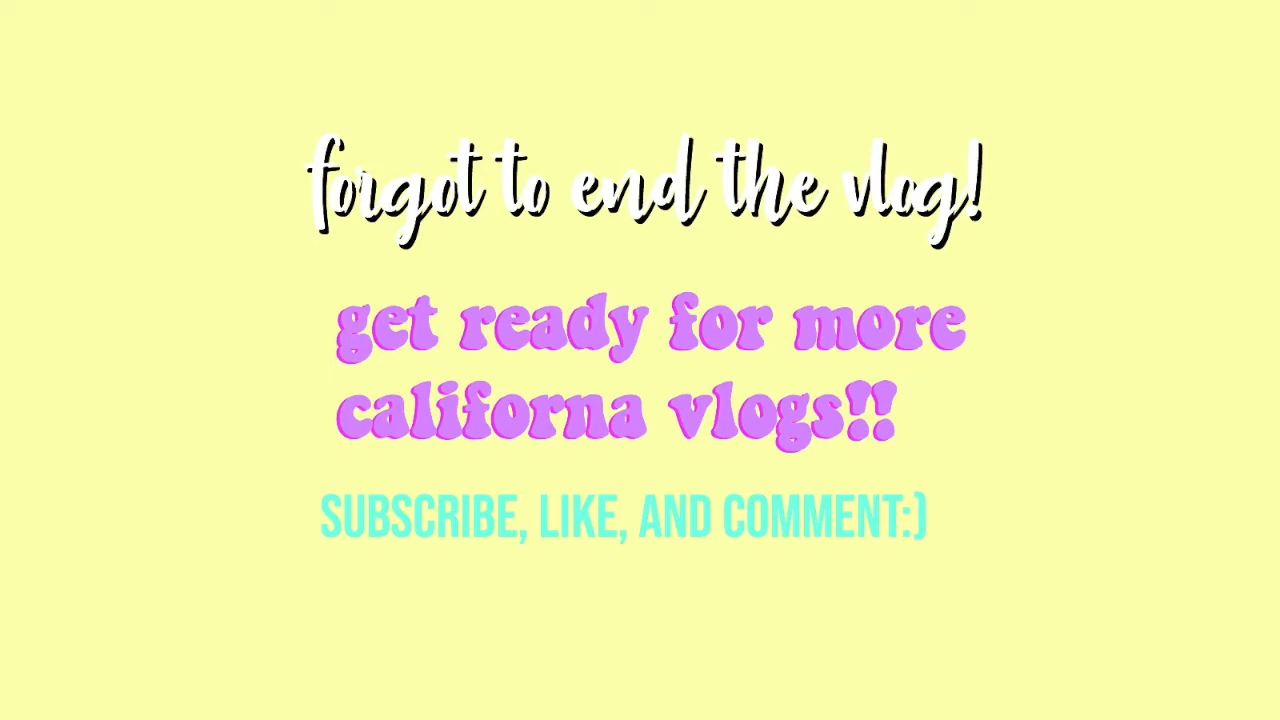 forgot to end the vlog!
get ready for more
californa vlogs!!
SUBSCRIBE, LIKE, AND COMMENT:)